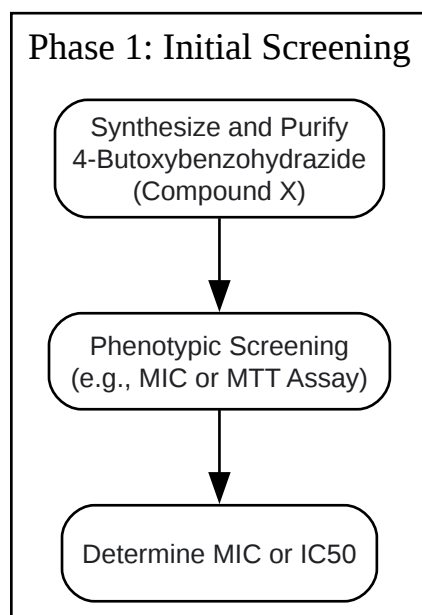 Phase 1: Initial Screening
Synthesize and Purify
4-Butoxybenzohydrazide
(Compound X)
Phenotypic Screening
(e.g., MIC or MTT Assay)
Determine MIC or IC50